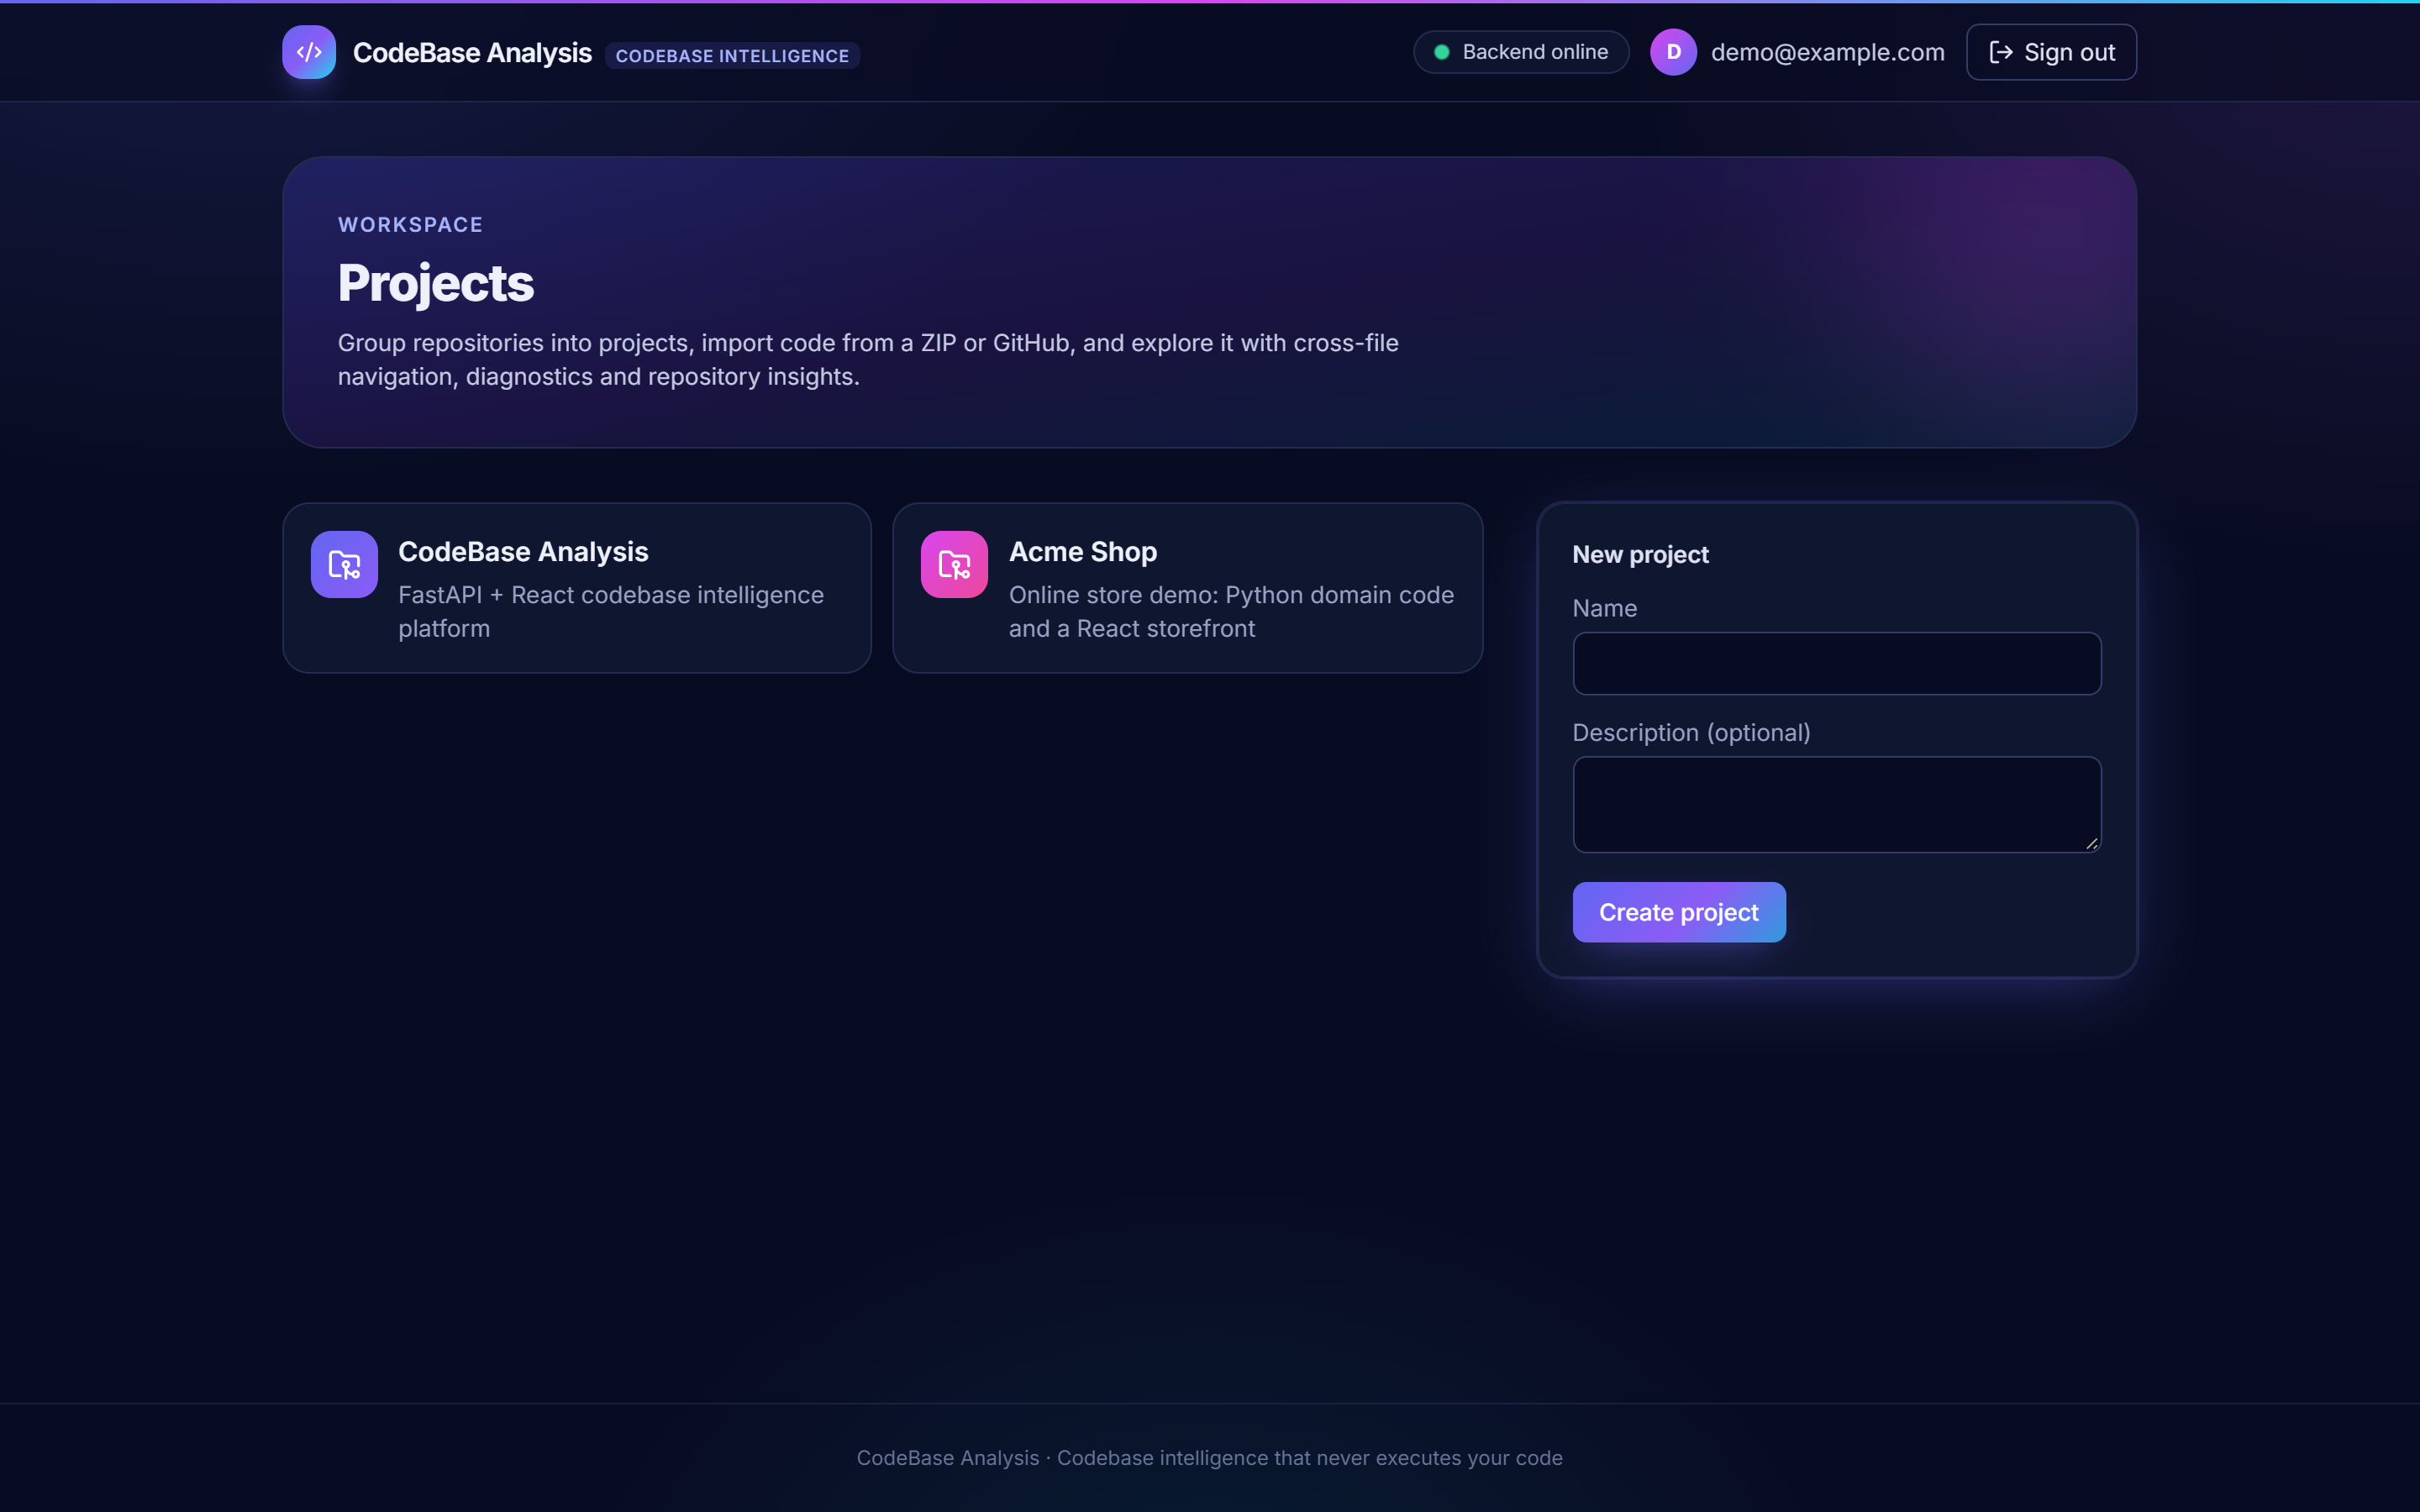 CodeBase Analysis CODEBASE INTELLIGENCE
Backend online
D demo@example.com
Sign out
WORKSPACE
Projects
Group repositories into projects, import code from a ZIP or GitHub, and explore it with cross-file
navigation, diagnostics and repository insights.
CodeBase Analysis
FastAPI + React codebase intelligence
platform
Acme Shop
Online store demo: Python domain code
and a React storefront
New project
Name
Description (optional)
Create project
CodeBase Analysis · Codebase intelligence that never executes your code